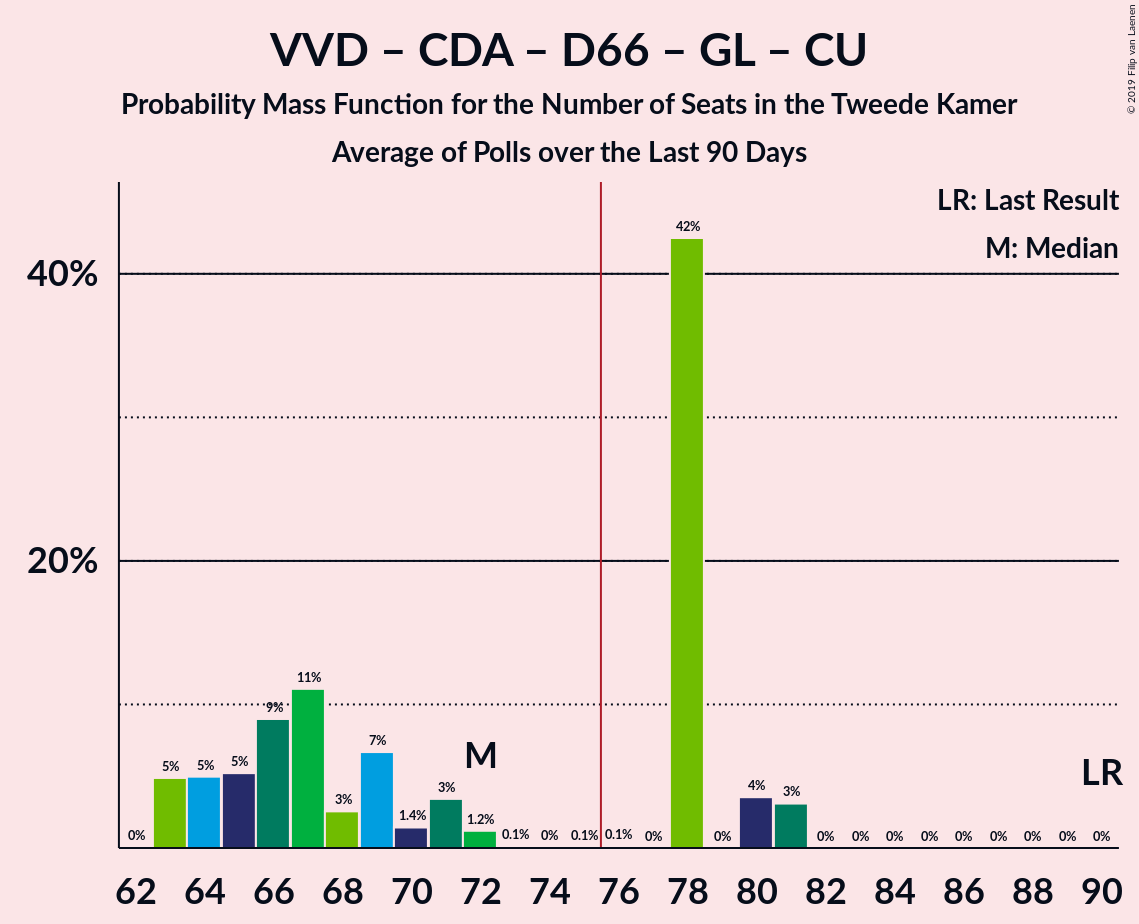 VVD – CDA – D66 – GL – CU
Probability Mass Function for the Number of Seats in the Tweede Kamer
Average of Polls over the Last 90 Days
© 2019 Filip van Laenen
LR: Last Result
M: Median
40%
20%
0% 5% 5% 5% 9% 11% 3% 7% 1.4% 3% 1.2% 0.1% 0% 0.1% 0.1% 0% 42% 0% 4% 3% 0% 0% 0% 0% 0% 0% 0% 0% 0%
M
LR
62 64 66 68 70 72 74 76 78 80 82 84 86 88 90